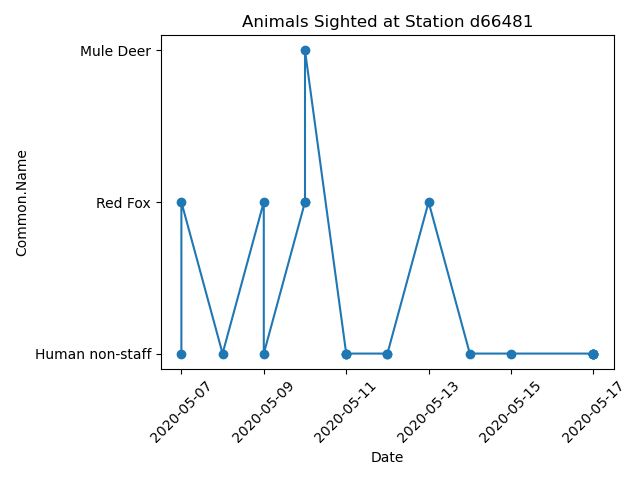 Animals Sighted at Station d66481
Mule Deer
Red Fox
Human non-staff
Common.Name
2020-05-07
2020-05-09
2020-05-11
2020-05-13
2020-05-15
2020-05-17
Date